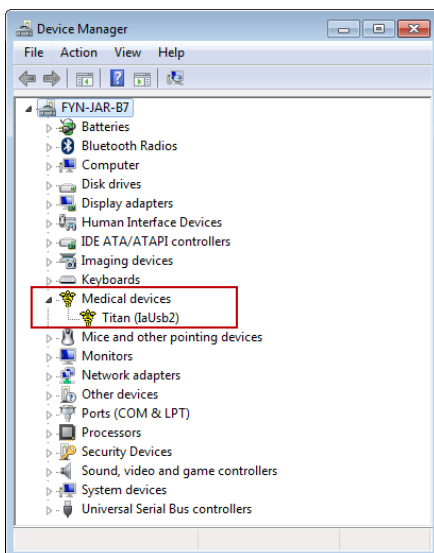 Device Manager
File Action View Help
FYN-JAR-B7
Batteries
Bluetooth Radios
Computer
Disk drives
Display adapters
Human Interface Devices
IDE ATA/ATAPI controllers
Imaging devices
Keyboards
Medical devices
Titan (IaUsb2)
Mice and other pointing devices
Monitors
Network adapters
Other devices
Ports (COM & LPT)
Processors
Security Devices
Sound, video and game controllers
System devices
Universal Serial Bus controllers